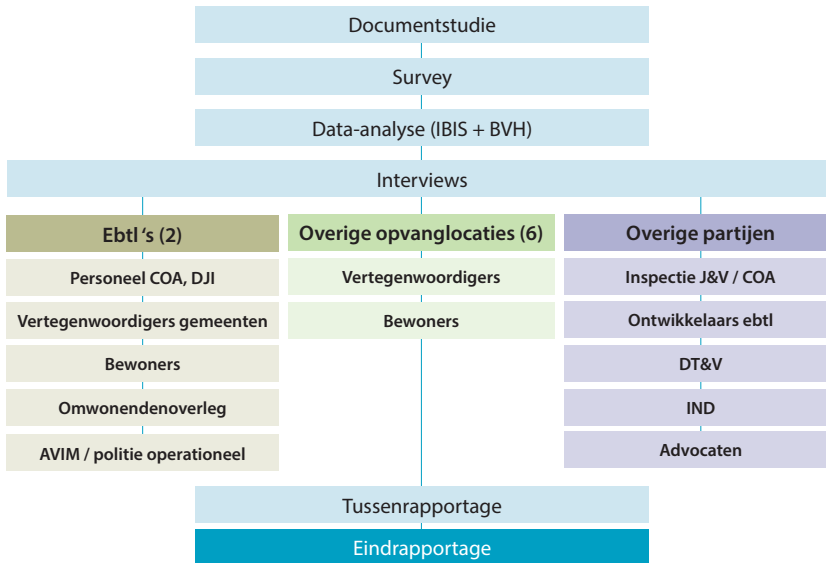 Documentstudie
Survey
Data-analyse (IBIS + BVH)
Interviews
Ebtl 's (2)
Personeel COA, DJI
Vertegenwoordigers gemeenten
Bewoners
Omwonendenoverleg
AVIM / politie operationeel
Overige opvanglocaties (6)
Vertegenwoordigers
Bewoners
Overige partijen
Inspectie J&V / COA
Ontwikkelaars ebtl
DT&V
IND
Advocaten
Tussenrapportage
Eindrapportage